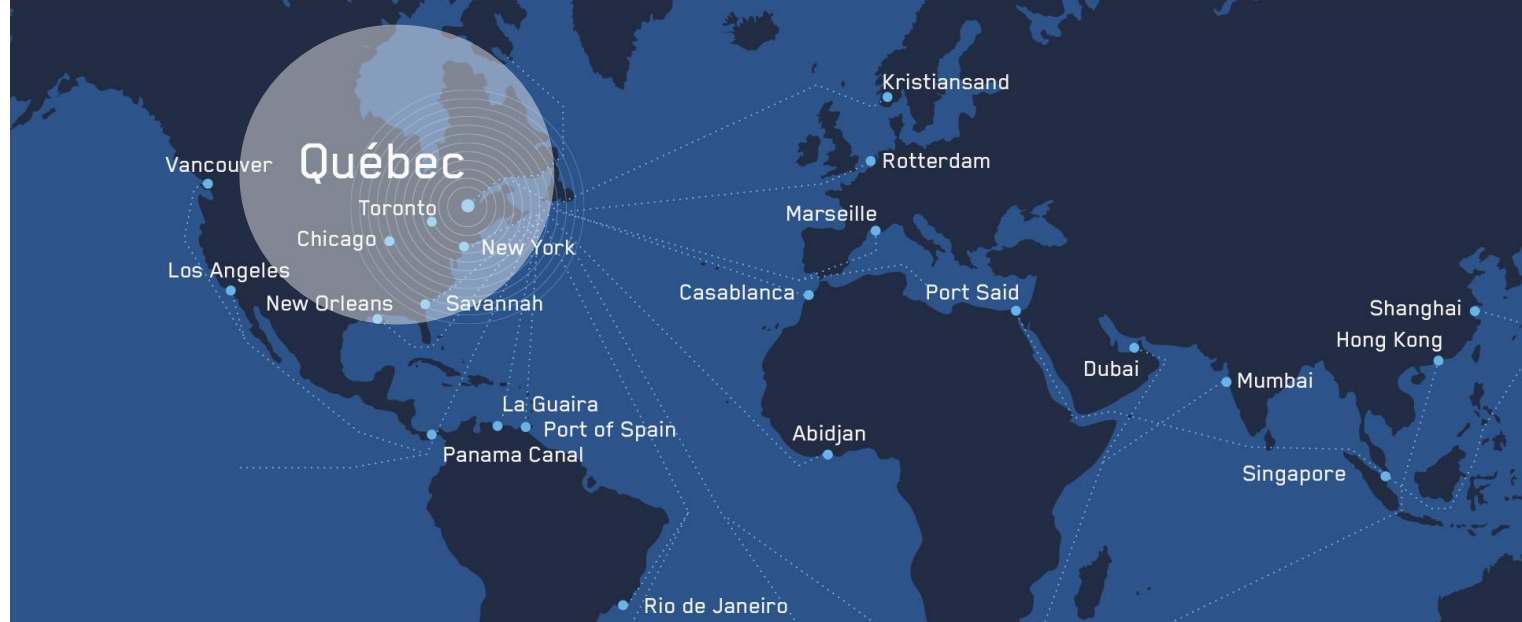 Kristiansand
Vancouver
Québec
Rotterdam
Toronto
Marseille
Chicago
New York
Los Angeles
New Orleans
Savannah
Casablanca
Port Said
Shanghai
Hong Kong
Dubai
Mumbai
La Guaira
Port of Spain
Abidjan
Panama Canal
Singapore
Rio de Janeiro